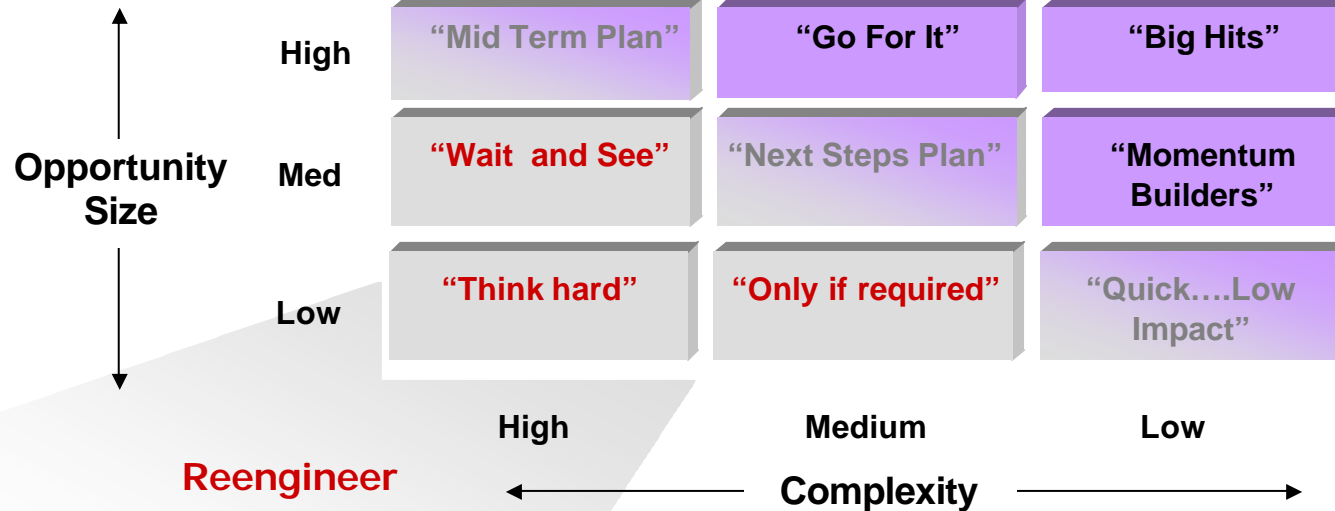 “Mid Term Plan” “Go For It” “Big Hits”
High
“Wait and See” “Next Steps Plan” “Momentum
Builders”
Opportunity
Size
Med
“Think hard” “Only if required” “Quick….Low
Impact”
Low
High Medium Low
Reengineer
Complexity